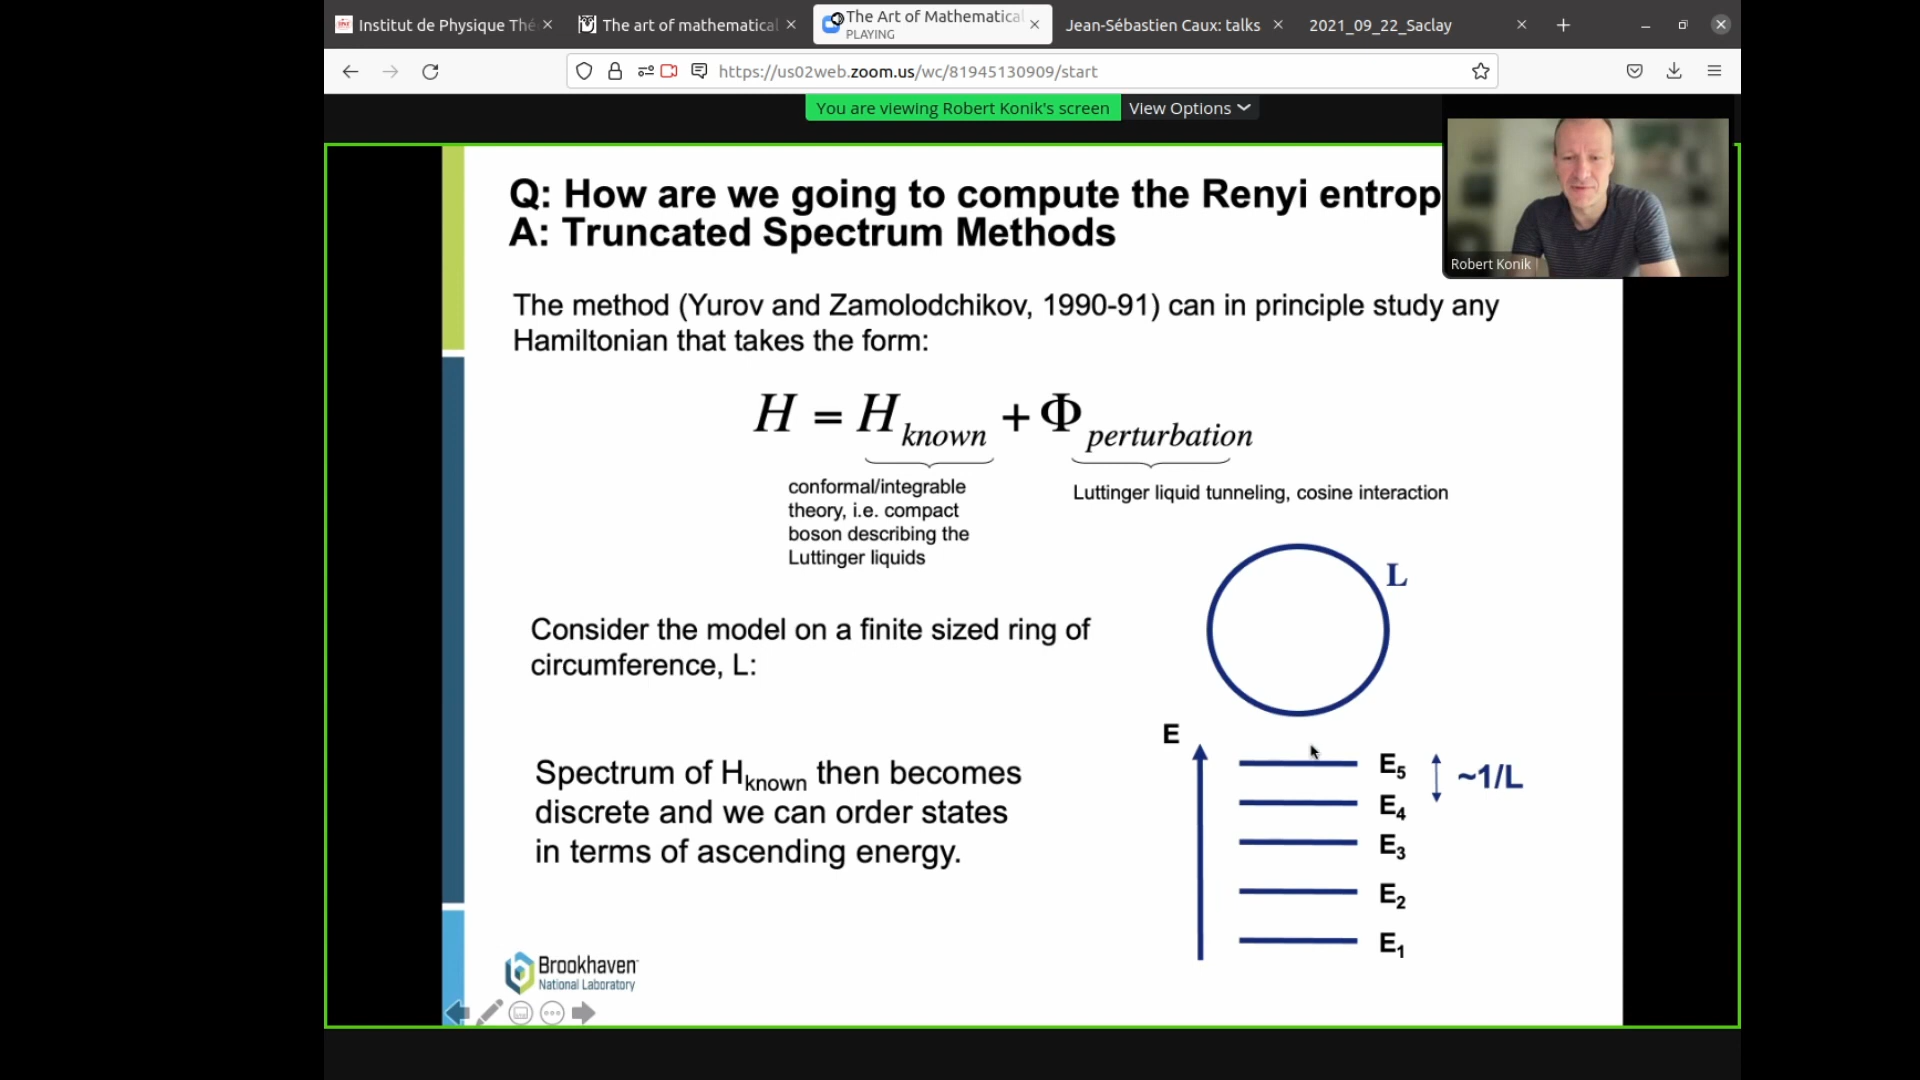 Institut de Physique Thé
The art of mathematical
The Art of Mathematica
PLAYING
Jean-Sébastien Caux: talks
2021_09_22_Saclay
https://us02web.zoom.us/wc/81945130909/start
You are viewing Robert Konik's screen
View Options
Robert Konik
Q: How are we going to compute the Renyi entrop
A: Truncated Spectrum Methods
The method (Yurov and Zamolodchikov, 1990-91) can in principle study any
Hamiltonian that takes the form:
H = H_known + Φ_perturbation
conformal/integrable
theory, i.e. compact
boson describing the
Luttinger liquids
Luttinger liquid tunneling, cosine interaction
L
Consider the model on a finite sized ring of
circumference, L:
Spectrum of H_known then becomes
discrete and we can order states
in terms of ascending energy.
E
E5
~1/L
E4
E3
E2
E1
Brookhaven
National Laboratory